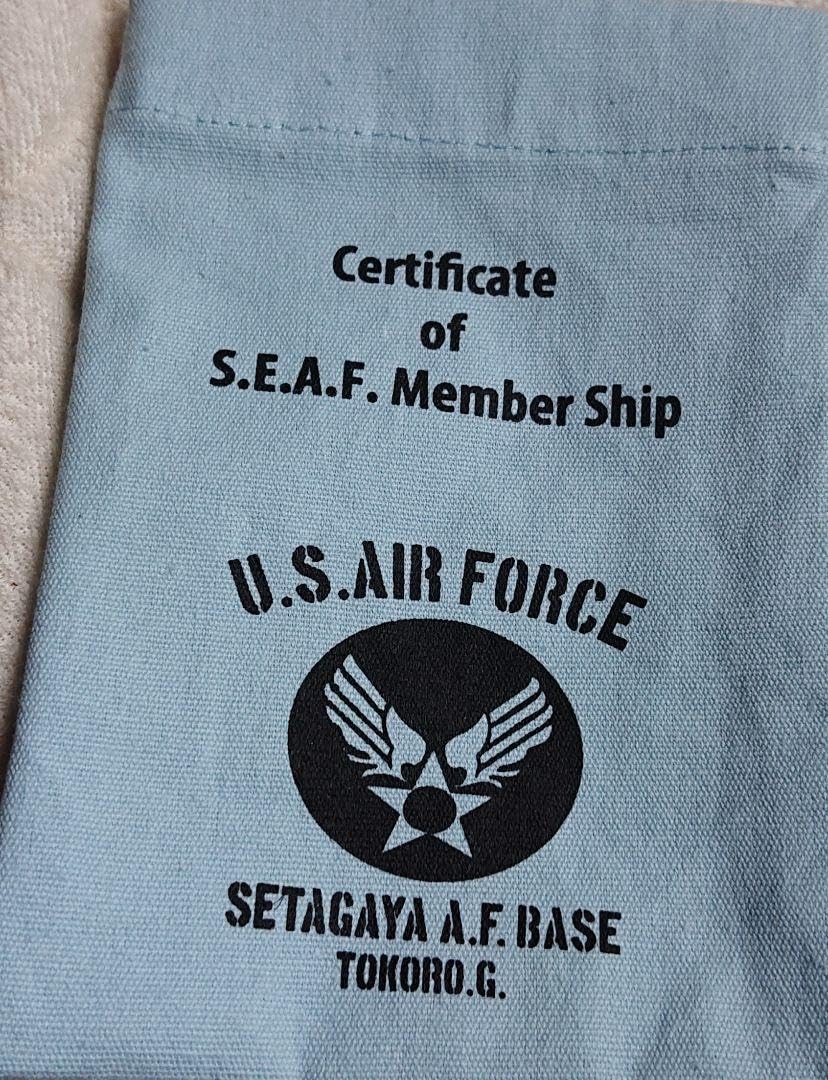 Certificate
of
S.E.A.F. Member Ship
U.S.AIR FORCE
SETAGAYA A.F. BASE
TOKORO.G.